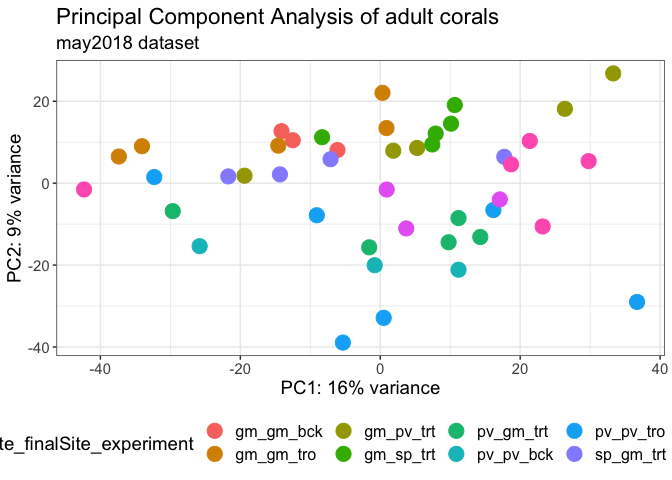 Principal Component Analysis of adult corals
may2018 dataset
PC2: 9% variance
20
0
-20
-40
-40 -20 0 20 40
PC1: 16% variance
te_finalSite_experiment
gm_gm_bck gm_pv_trt pv_gm_trt pv_pv_tro
gm_gm_tro gm_sp_trt pv_pv_bck sp_gm_trt